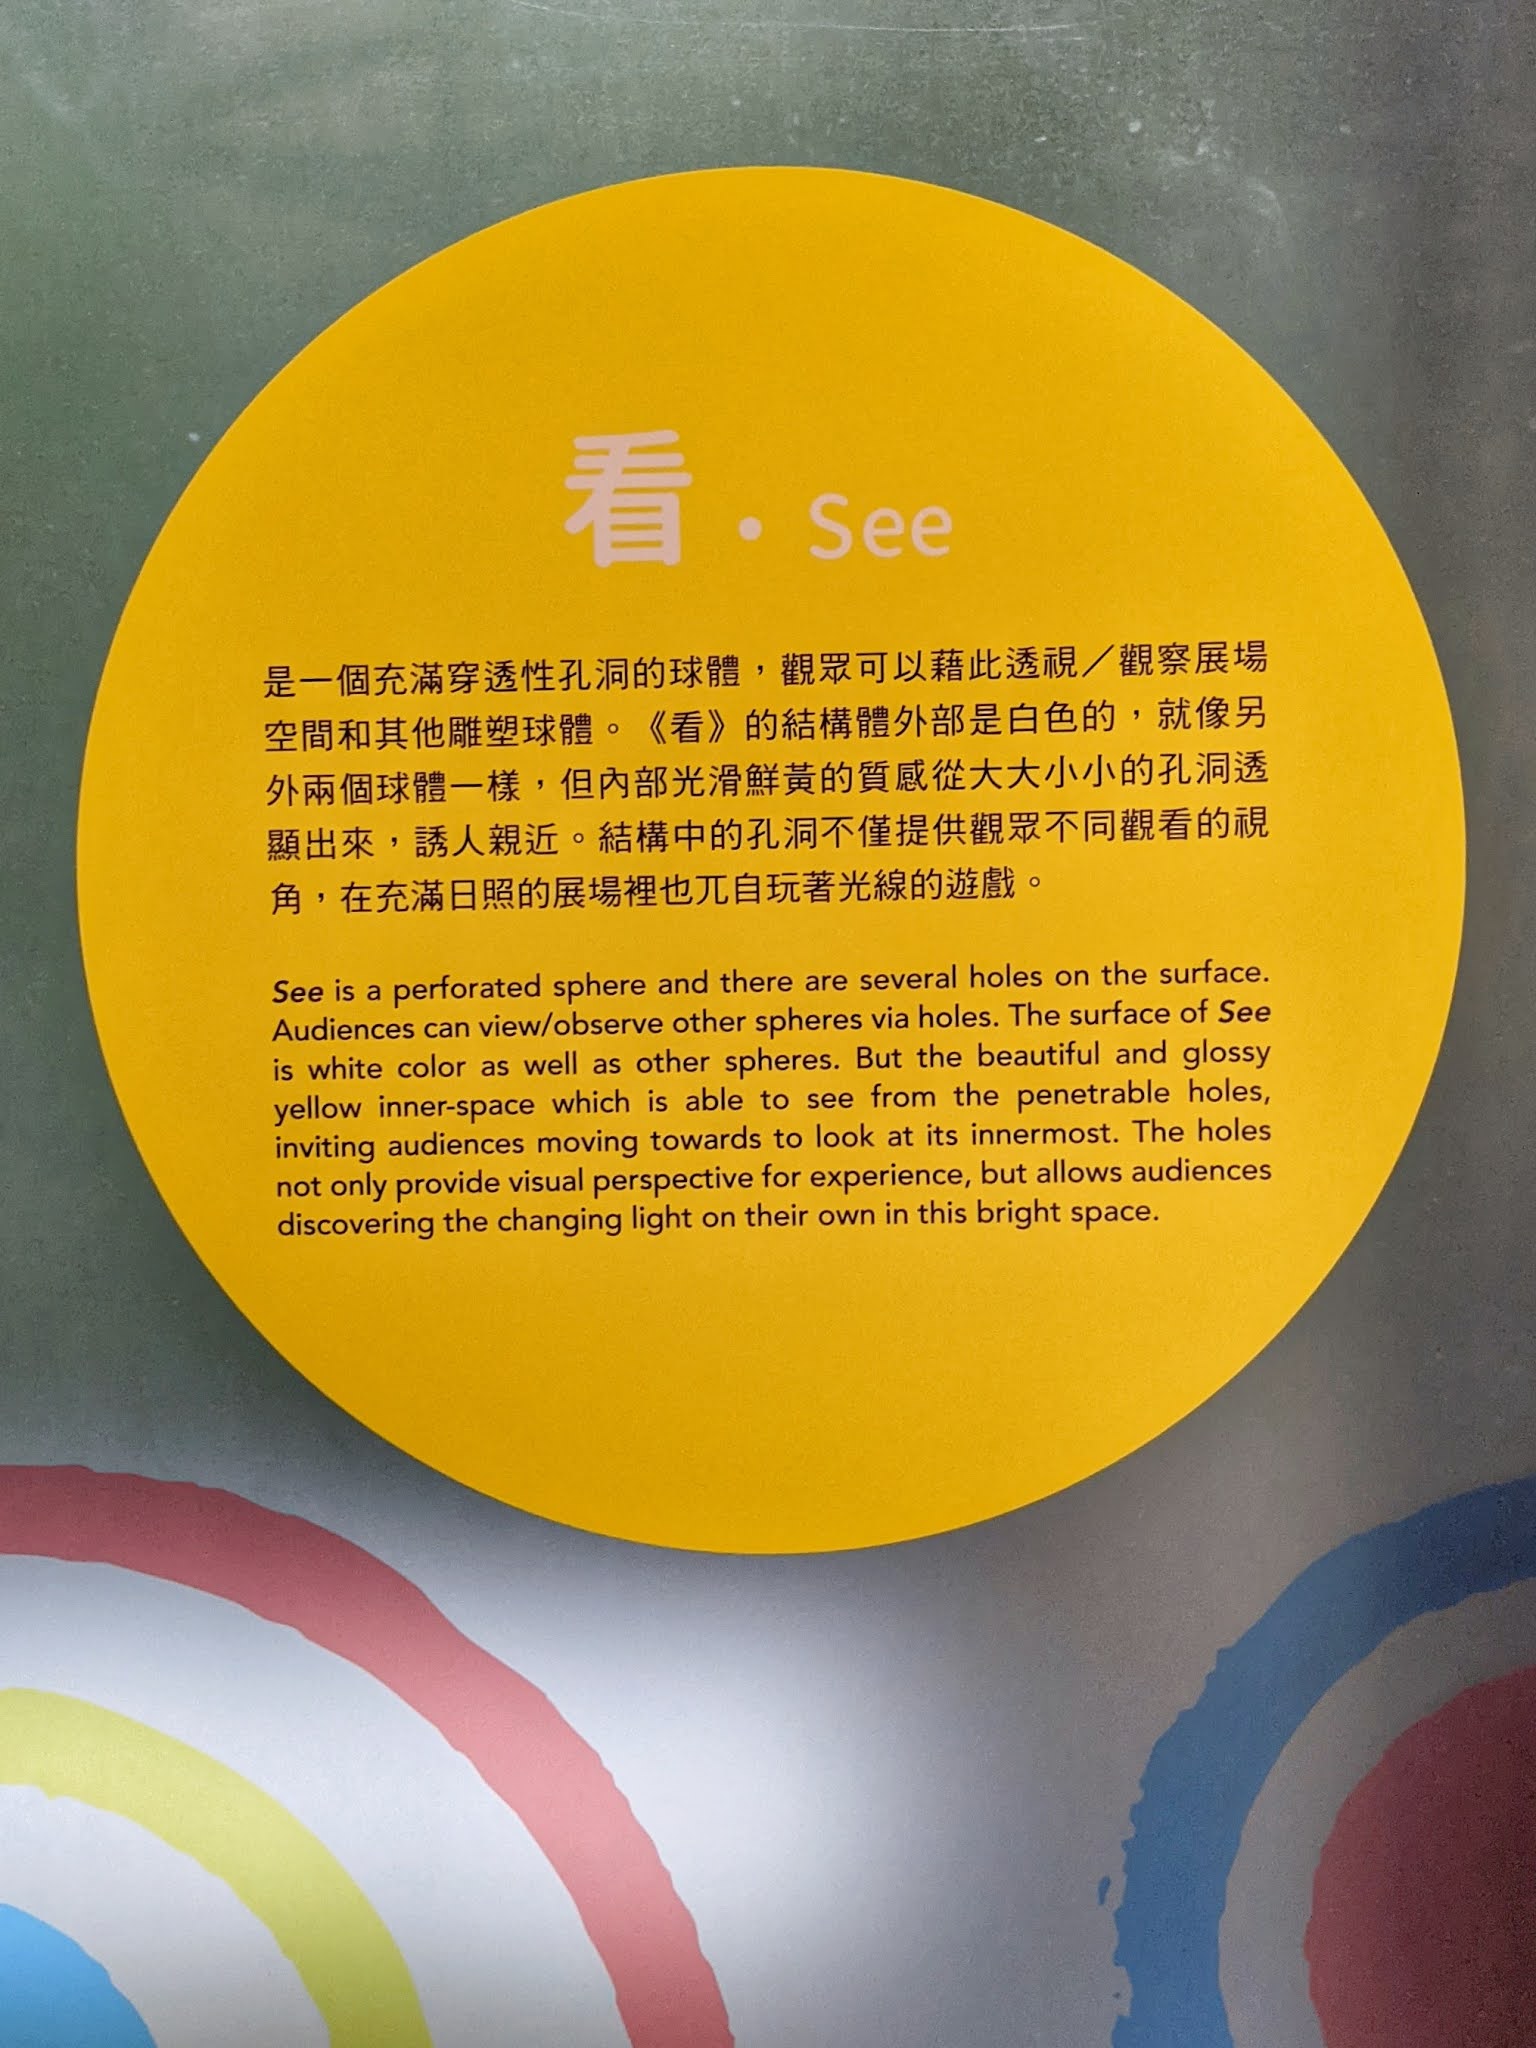 看・See
是一個充滿穿透性孔洞的球體，觀眾可以藉此透視／觀察展場
空間和其他雕塑球體。《看》的結構體外部是白色的，就像另
外兩個球體一樣，但內部光滑鮮黃的質感從大大小小的孔洞透
顯出來，誘人親近。結構中的孔洞不僅提供觀眾不同觀看的視
角，在充滿日照的展場裡也兀自玩著光線的遊戲。
See is a perforated sphere and there are several holes on the surface.
Audiences can view/observe other spheres via holes. The surface of See
is white color as well as other spheres. But the beautiful and glossy
yellow inner-space which is able to see from the penetrable holes,
inviting audiences moving towards to look at its innermost. The holes
not only provide visual perspective for experience, but allows audiences
discovering the changing light on their own in this bright space.